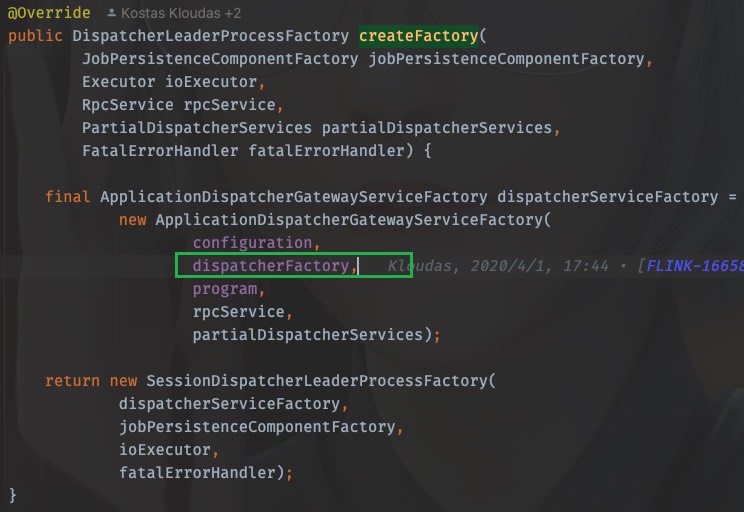 @Override Kostas Kloudas +2
public DispatcherLeaderProcessFactory createFactory(
JobPersistenceComponentFactory jobPersistenceComponentFactory,
Executor ioExecutor,
RpcService rpcService,
PartialDispatcherServices partialDispatcherServices,
FatalErrorHandler fatalErrorHandler) {
final ApplicationDispatcherGatewayServiceFactory dispatcherServiceFactory =
new ApplicationDispatcherGatewayServiceFactory(
configuration,
dispatcherFactory, Kloudas, 2020/4/1, 17:44 • [FLINK-16658
program,
rpcService,
partialDispatcherServices);
return new SessionDispatcherLeaderProcessFactory(
dispatcherServiceFactory,
jobPersistenceComponentFactory,
ioExecutor,
fatalErrorHandler);
}